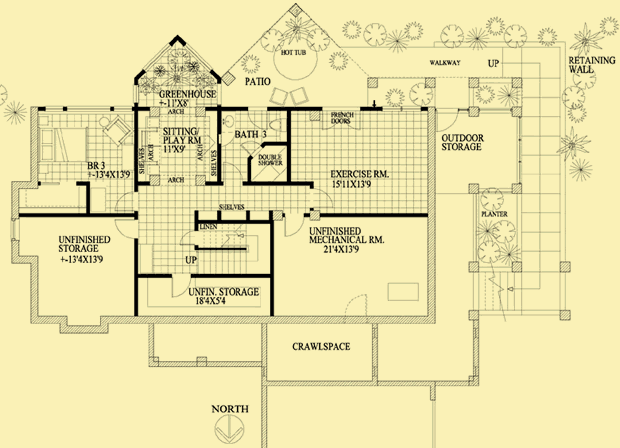 HOT TUB
WALKWAY
UP
RETAINING
WALL
PATIO
GREENHOUSE
+-11'X8'
ARCH
SITTING/
PLAY RM
11'X9'
SHELVES
ARCH
ARCH
SHELVES
ARCH
BATH 3
DOUBLE
SHOWER
FRENCH
DOORS
EXERCISE RM.
15'11X13'9
OUTDOOR
STORAGE
BR 3
+-13'4X13'9
SHELVES
PLANTER
LINEN
UP
UNFINISHED
STORAGE
+-13'4X13'9
UNFINISHED
MECHANICAL RM.
21'4X13'9
UNFIN. STORAGE
18'4X5'4
CRAWLSPACE
NORTH